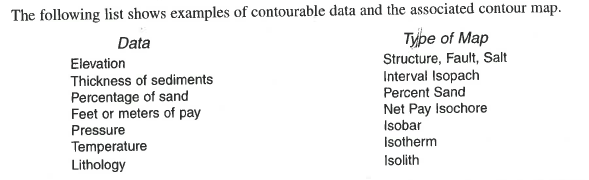 The following list shows examples of contourable data and the associated contour map.
Data Type of Map
Elevation Structure, Fault, Salt
Thickness of sediments Interval Isopach
Percentage of sand Percent Sand
Feet or meters of pay Net Pay Isochore
Pressure Isobar
Temperature Isotherm
Lithology Isolith